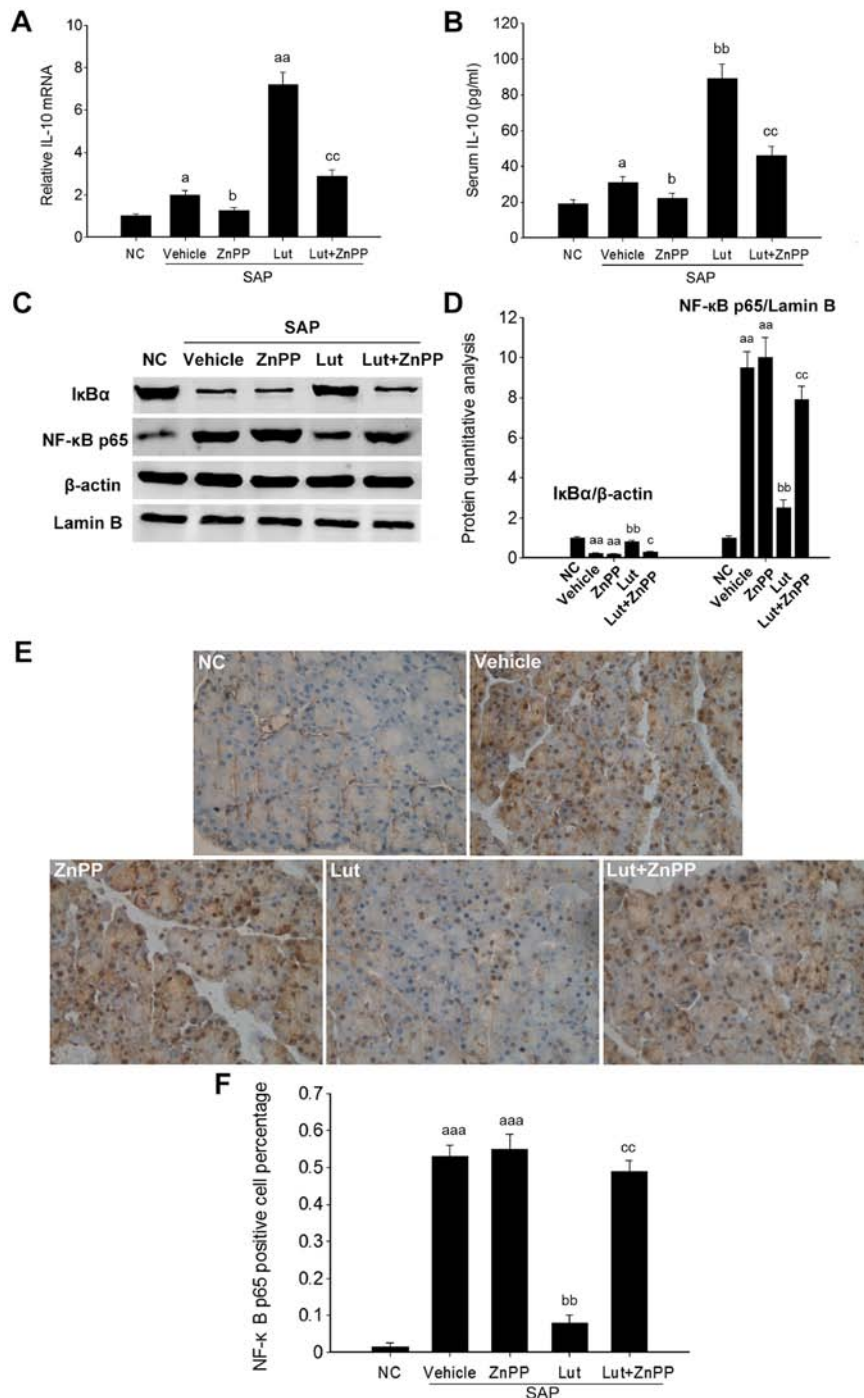 A
Relative IL-10 mRNA
8
6
4
2
0
a
b
aa
cc
NC
Vehicle
ZnPP
Lut
Lut+ZnPP
SAP
B
Serum IL-10 (pg/ml)
120
100
80
60
40
20
0
a
b
bb
cc
NC
Vehicle
ZnPP
Lut
Lut+ZnPP
SAP
C
SAP
NC Vehicle ZnPP Lut Lut+ZnPP
IκBα
NF-κB p65
β-actin
Lamin B
D
NF-κB p65/Lamin B
Protein quantitative analysis
12
10
8
6
4
2
0
IκBα/β-actin
aa
aa
bb
c
aa
aa
bb
cc
NC
Vehicle
ZnPP
Lut
Lut+ZnPP
NC
Vehicle
ZnPP
Lut
Lut+ZnPP
E
NC
Vehicle
ZnPP
Lut
Lut+ZnPP
F
NF-κ B p65 positive cell percentage
0.7
0.6
0.5
0.4
0.3
0.2
0.1
0
aaa
aaa
bb
cc
NC
Vehicle
ZnPP
Lut
Lut+ZnPP
SAP